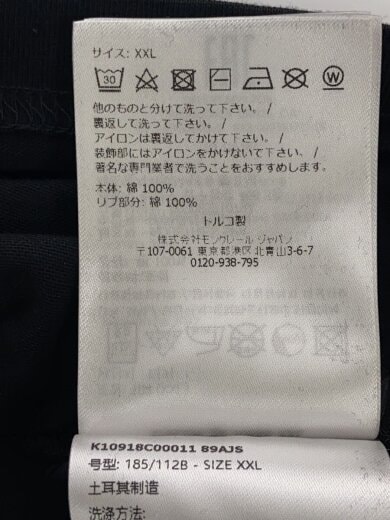 サイズ: XXL
30
W
他のものと分けて洗って下さい。/
裏返して洗って下さい。/
アイロンは裏返してかけて下さい。/
装飾部にはアイロンをかけないて下さい。/
著名な専門業者で洗うことをおすすめします。
本体: 綿 100%
リブ部分: 綿 100%
トルコ製
株式会社モンクレール ジャパン
〒107-0061 東京都港区北青山3-6-7
0120-938-795
K10918C00011 89AJS
号型: 185/112B - SIZE XXL
土耳其制造
洗涤方法: